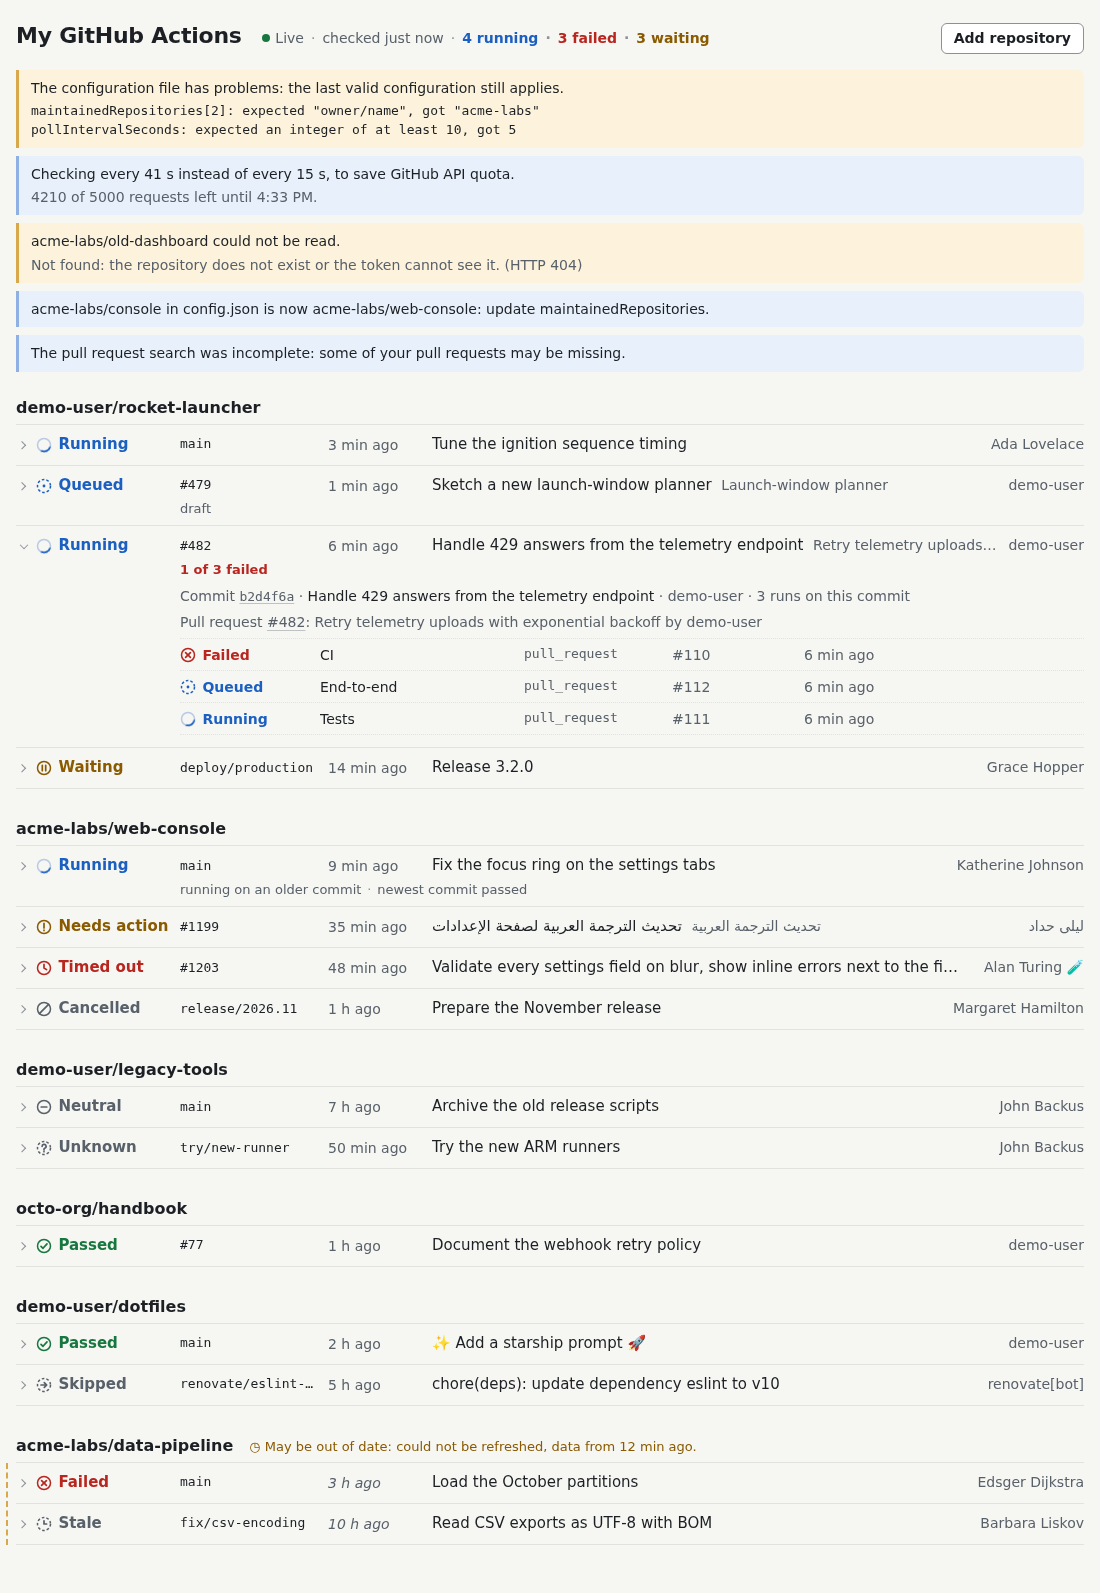 My GitHub Actions Live · checked just now · 4 running · 3 failed · 3 waiting Add repository
The configuration file has problems: the last valid configuration still applies.
maintainedRepositories[2]: expected "owner/name", got "acme-labs"
pollIntervalSeconds: expected an integer of at least 10, got 5
Checking every 41 s instead of every 15 s, to save GitHub API quota.
4210 of 5000 requests left until 4:33 PM.
acme-labs/old-dashboard could not be read.
Not found: the repository does not exist or the token cannot see it. (HTTP 404)
acme-labs/console in config.json is now acme-labs/web-console: update maintainedRepositories.
The pull request search was incomplete: some of your pull requests may be missing.
demo-user/rocket-launcher
Running main 3 min ago Tune the ignition sequence timing Ada Lovelace
Queued #479 1 min ago Sketch a new launch-window planner Launch-window planner demo-user
draft
Running #482 6 min ago Handle 429 answers from the telemetry endpoint Retry telemetry uploads… demo-user
1 of 3 failed
Commit b2d4f6a · Handle 429 answers from the telemetry endpoint · demo-user · 3 runs on this commit
Pull request #482: Retry telemetry uploads with exponential backoff by demo-user
Failed CI pull_request #110 6 min ago
Queued End-to-end pull_request #112 6 min ago
Running Tests pull_request #111 6 min ago
Waiting deploy/production 14 min ago Release 3.2.0 Grace Hopper
acme-labs/web-console
Running main 9 min ago Fix the focus ring on the settings tabs Katherine Johnson
running on an older commit · newest commit passed
Needs action #1199 35 min ago تحديث الترجمة العربية لصفحة الإعدادات تحديث الترجمة العربية ليلى حداد
Timed out #1203 48 min ago Validate every settings field on blur, show inline errors next to the fi… Alan Turing 🧪
Cancelled release/2026.11 1 h ago Prepare the November release Margaret Hamilton
demo-user/legacy-tools
Neutral main 7 h ago Archive the old release scripts John Backus
Unknown try/new-runner 50 min ago Try the new ARM runners John Backus
octo-org/handbook
Passed #77 1 h ago Document the webhook retry policy demo-user
demo-user/dotfiles
Passed main 2 h ago ✨ Add a starship prompt 🚀 demo-user
Skipped renovate/eslint-… 5 h ago chore(deps): update dependency eslint to v10 renovate[bot]
acme-labs/data-pipeline ◷ May be out of date: could not be refreshed, data from 12 min ago.
Failed main 3 h ago Load the October partitions Edsger Dijkstra
Stale fix/csv-encoding 10 h ago Read CSV exports as UTF-8 with BOM Barbara Liskov